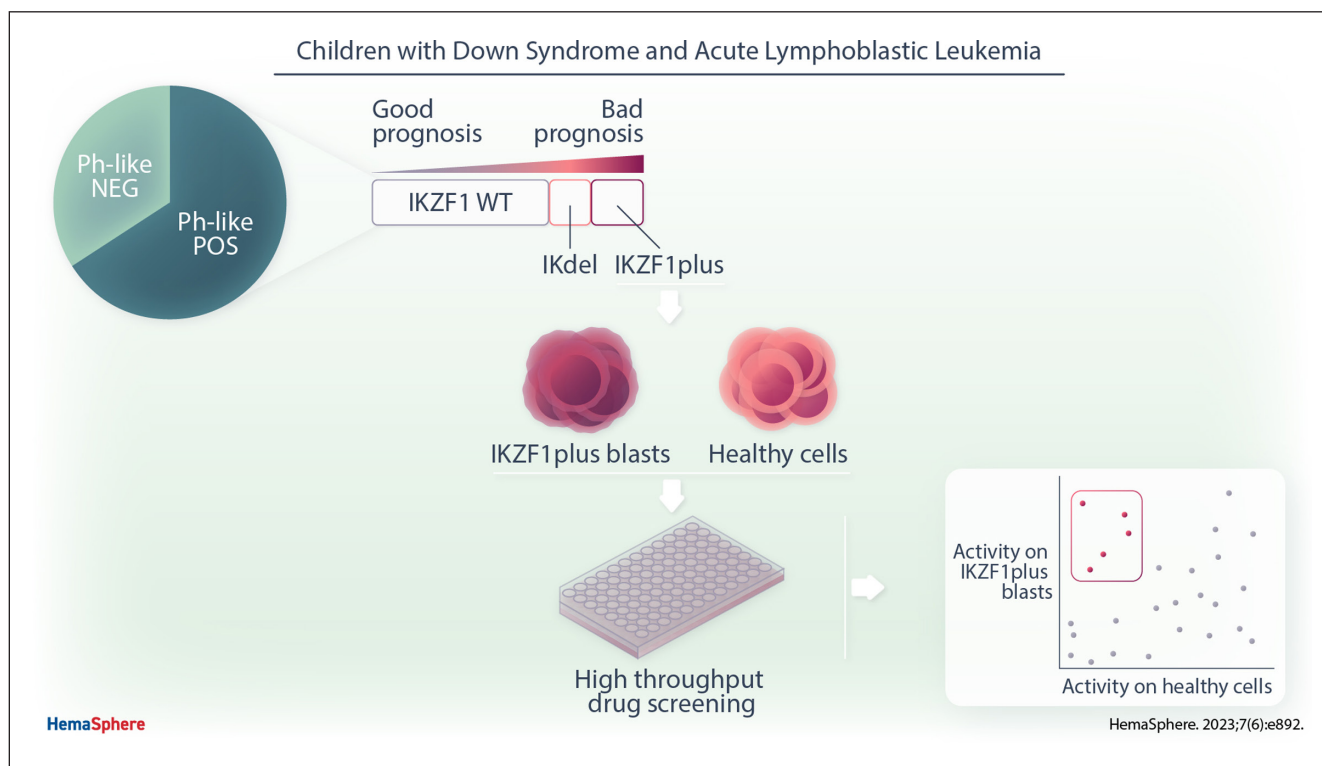 Children with Down Syndrome and Acute Lymphoblastic Leukemia
Ph-like
NEG
Ph-like
POS
Good
prognosis
Bad
prognosis
IKZF1 WT
IKdel
IKZF1plus
IKZF1plus blasts
Healthy cells
High throughput
drug screening
Activity on
IKZF1plus
blasts
Activity on healthy cells
HemaSphere
HemaSphere. 2023;7(6):e892.